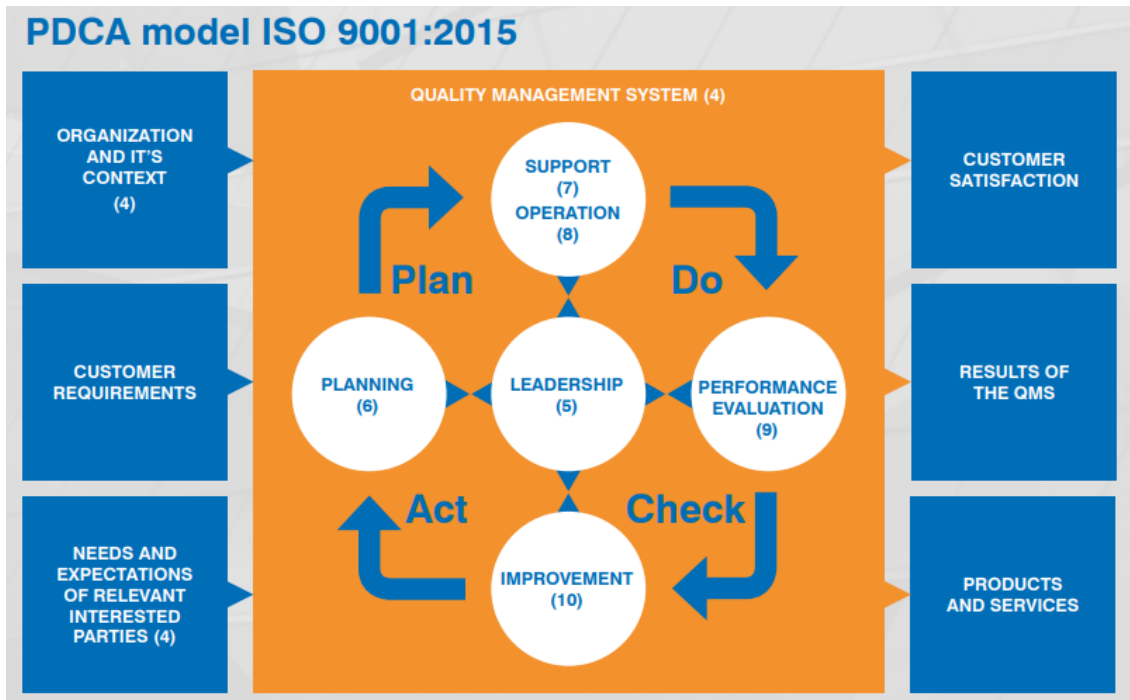 PDCA model ISO 9001:2015
ORGANIZATION
AND IT'S
CONTEXT
(4)
CUSTOMER
REQUIREMENTS
NEEDS AND
EXPECTATIONS
OF RELEVANT
INTERESTED
PARTIES (4)
QUALITY MANAGEMENT SYSTEM (4)
SUPPORT
(7)
OPERATION
(8)
Plan
Do
PLANNING
(6)
LEADERSHIP
(5)
PERFORMANCE
EVALUATION
(9)
Act
Check
IMPROVEMENT
(10)
CUSTOMER
SATISFACTION
RESULTS OF
THE QMS
PRODUCTS
AND SERVICES